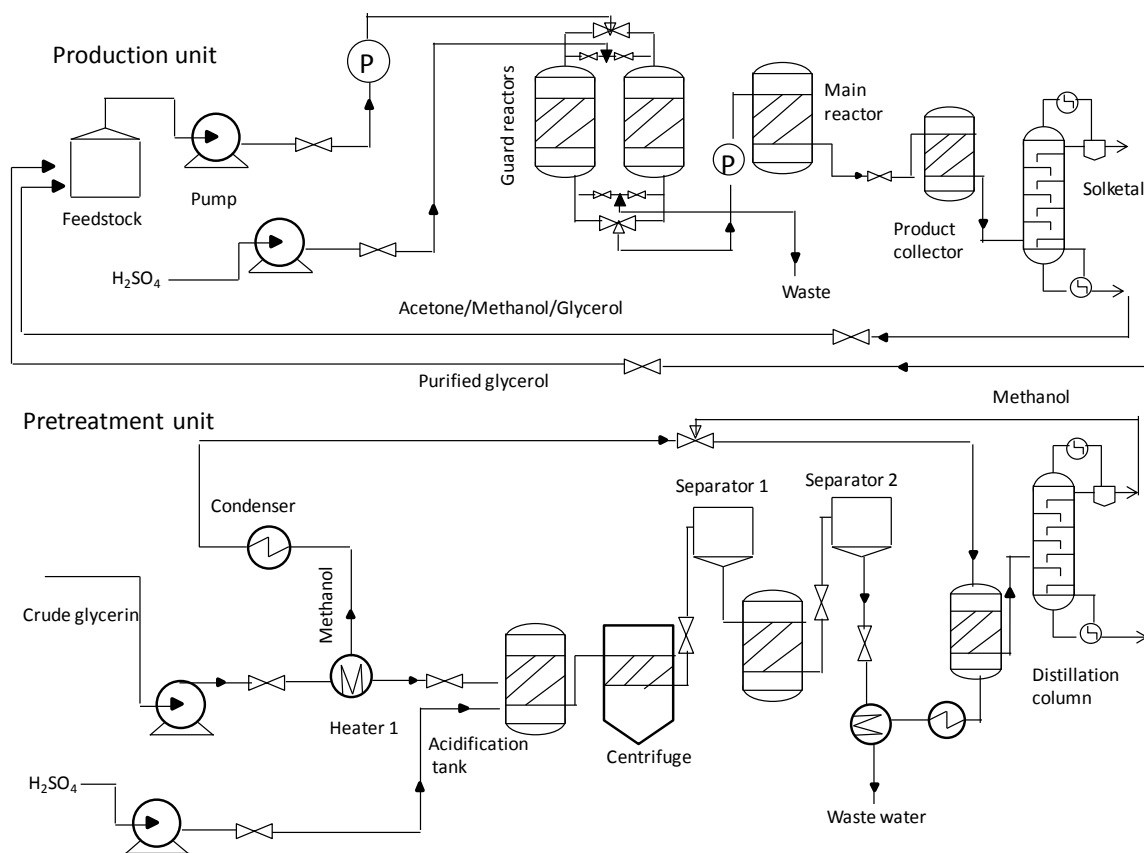 Production unit
P
Guard reactors
Main
reactor
P
Feedstock
Pump
Product
collector
Solketal
H₂SO₄
Waste
Acetone/Methanol/Glycerol
Purified glycerol
Methanol
Pretreatment unit
Separator 1
Separator 2
Condenser
Crude glycerin
Methanol
Heater 1
Acidification
tank
Centrifuge
Distillation
column
H₂SO₄
Waste water